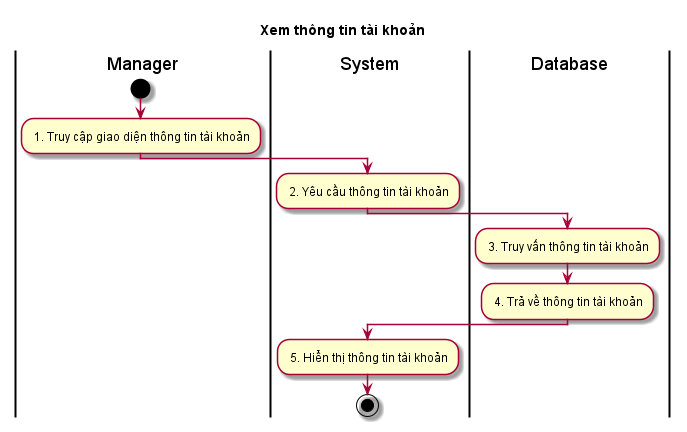 Xem thông tin tài khoản
Manager
System
Database
1. Truy cập giao diện thông tin tài khoản
2. Yêu cầu thông tin tài khoản
3. Truy vấn thông tin tài khoản
4. Trả về thông tin tài khoản
5. Hiển thị thông tin tài khoản